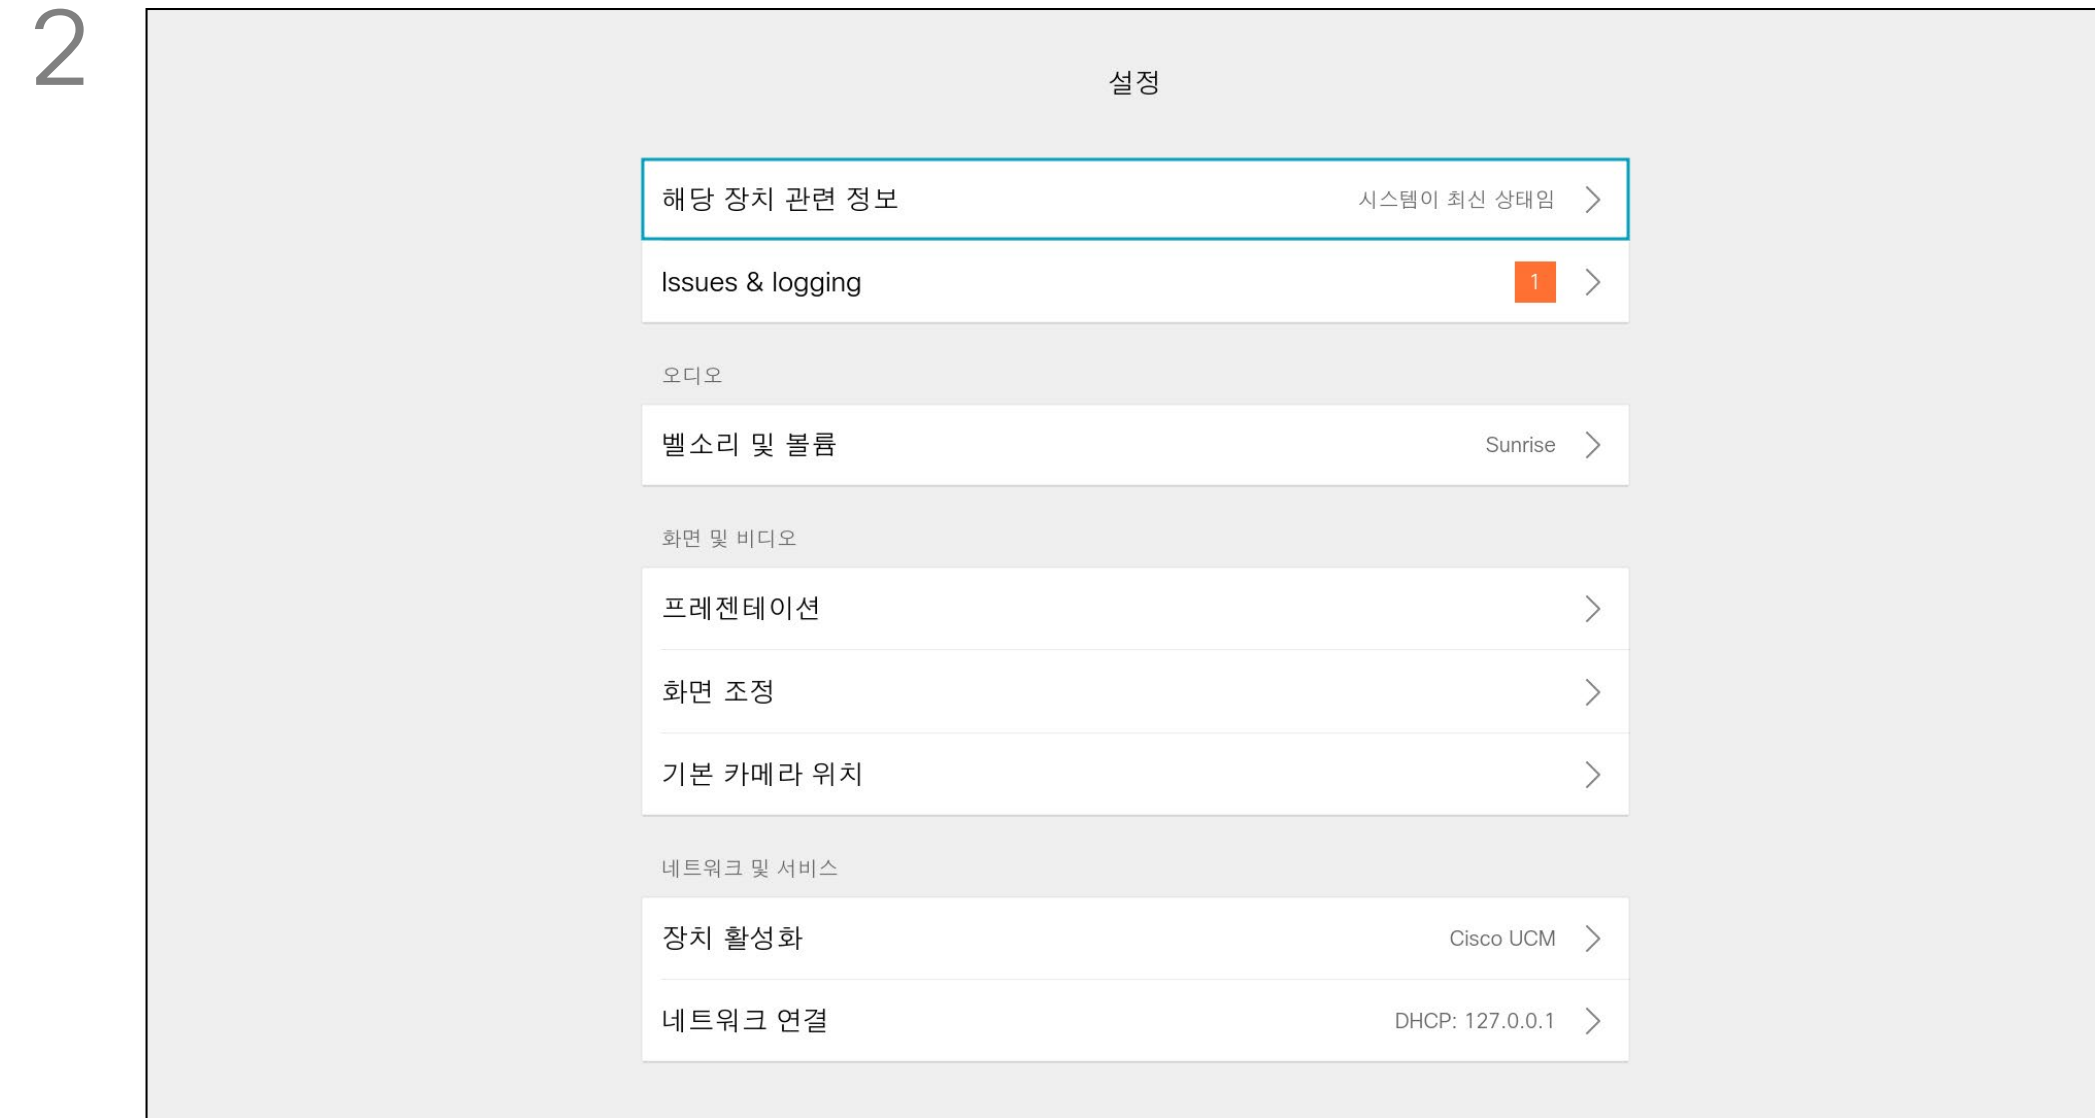 2
설정
해당 장치 관련 정보 시스템이 최신 상태임
Issues & logging 1
오디오
벨소리 및 볼륨 Sunrise
화면 및 비디오
프레젠테이션
화면 조정
기본 카메라 위치
네트워크 및 서비스
장치 활성화 Cisco UCM
네트워크 연결 DHCP: 127.0.0.1